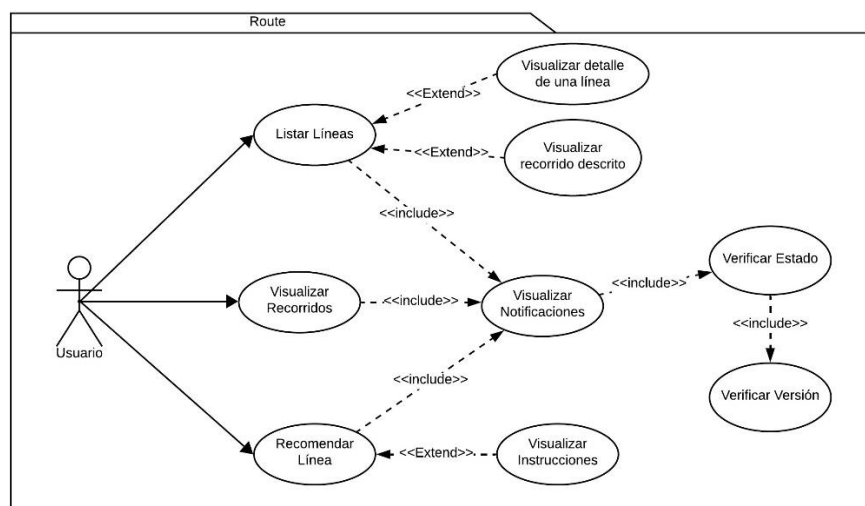 Route
Visualizar detalle
de una línea
<<Extend>>
Listar Líneas
<<Extend>>
Visualizar
recorrido descrito
<<include>>
Verificar Estado
Visualizar
Recorridos
<<include>>
Visualizar
Notificaciones
<<include>>
<<include>>
Usuario
<<include>>
Verificar Versión
Recomendar
Línea
<<Extend>>
Visualizar
Instrucciones